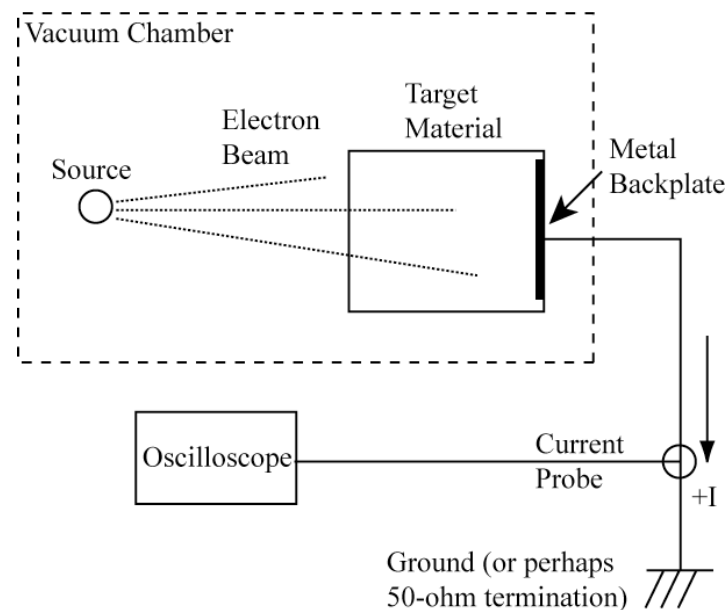 Vacuum Chamber
Electron
Beam
Target
Material
Metal
Backplate
Source
Oscilloscope
Current
Probe
+I
Ground (or perhaps
50-ohm termination)